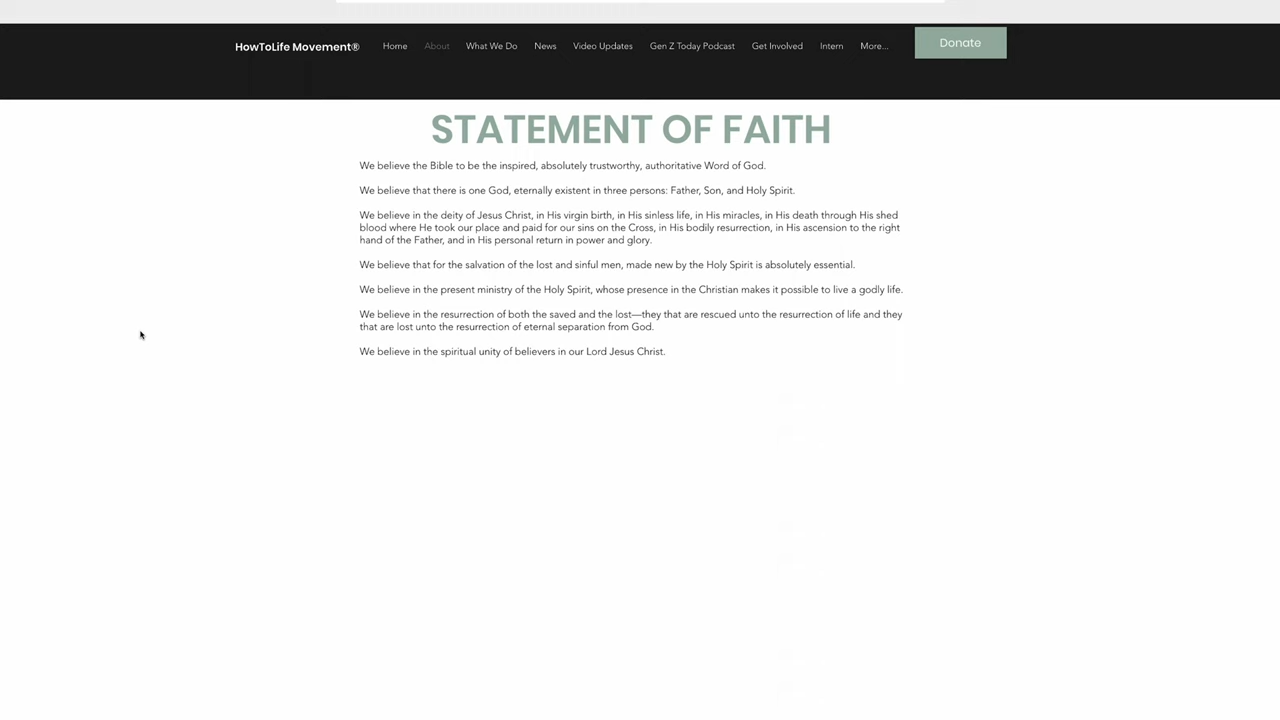 HowToLife Movement® Home About What We Do News Video Updates Gen Z Today Podcast Get Involved Intern More... Donate
STATEMENT OF FAITH
We believe the Bible to be the inspired, absolutely trustworthy, authoritative Word of God.
We believe that there is one God, eternally existent in three persons: Father, Son, and Holy Spirit.
We believe in the deity of Jesus Christ, in His virgin birth, in His sinless life, in His miracles, in His death through His shed
blood where He took our place and paid for our sins on the Cross, in His bodily resurrection, in His ascension to the right
hand of the Father, and in His personal return in power and glory.
We believe that for the salvation of the lost and sinful men, made new by the Holy Spirit is absolutely essential.
We believe in the present ministry of the Holy Spirit, whose presence in the Christian makes it possible to live a godly life.
We believe in the resurrection of both the saved and the lost—they that are rescued unto the resurrection of life and they
that are lost unto the resurrection of eternal separation from God.
We believe in the spiritual unity of believers in our Lord Jesus Christ.